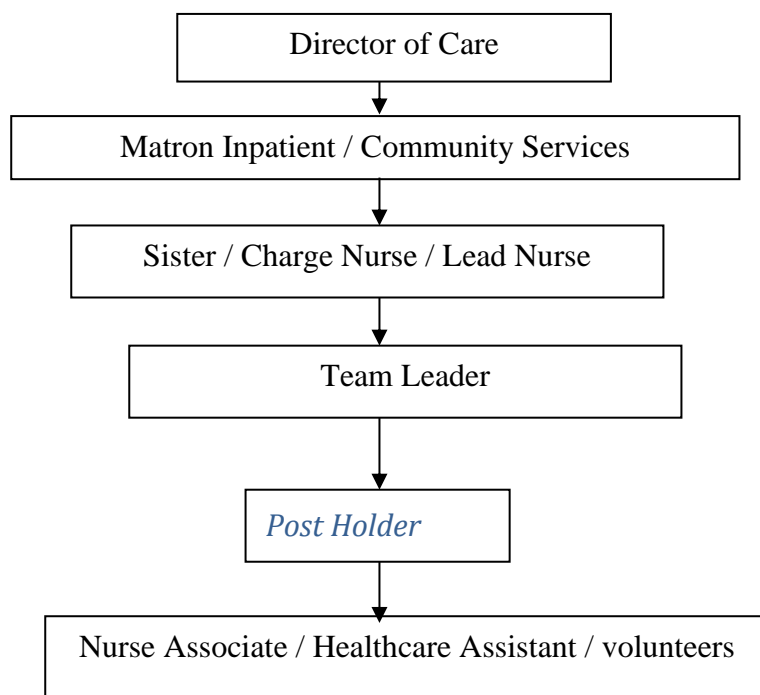 Director of Care
Matron Inpatient / Community Services
Sister / Charge Nurse / Lead Nurse
Team Leader
Post Holder
Nurse Associate / Healthcare Assistant / volunteers